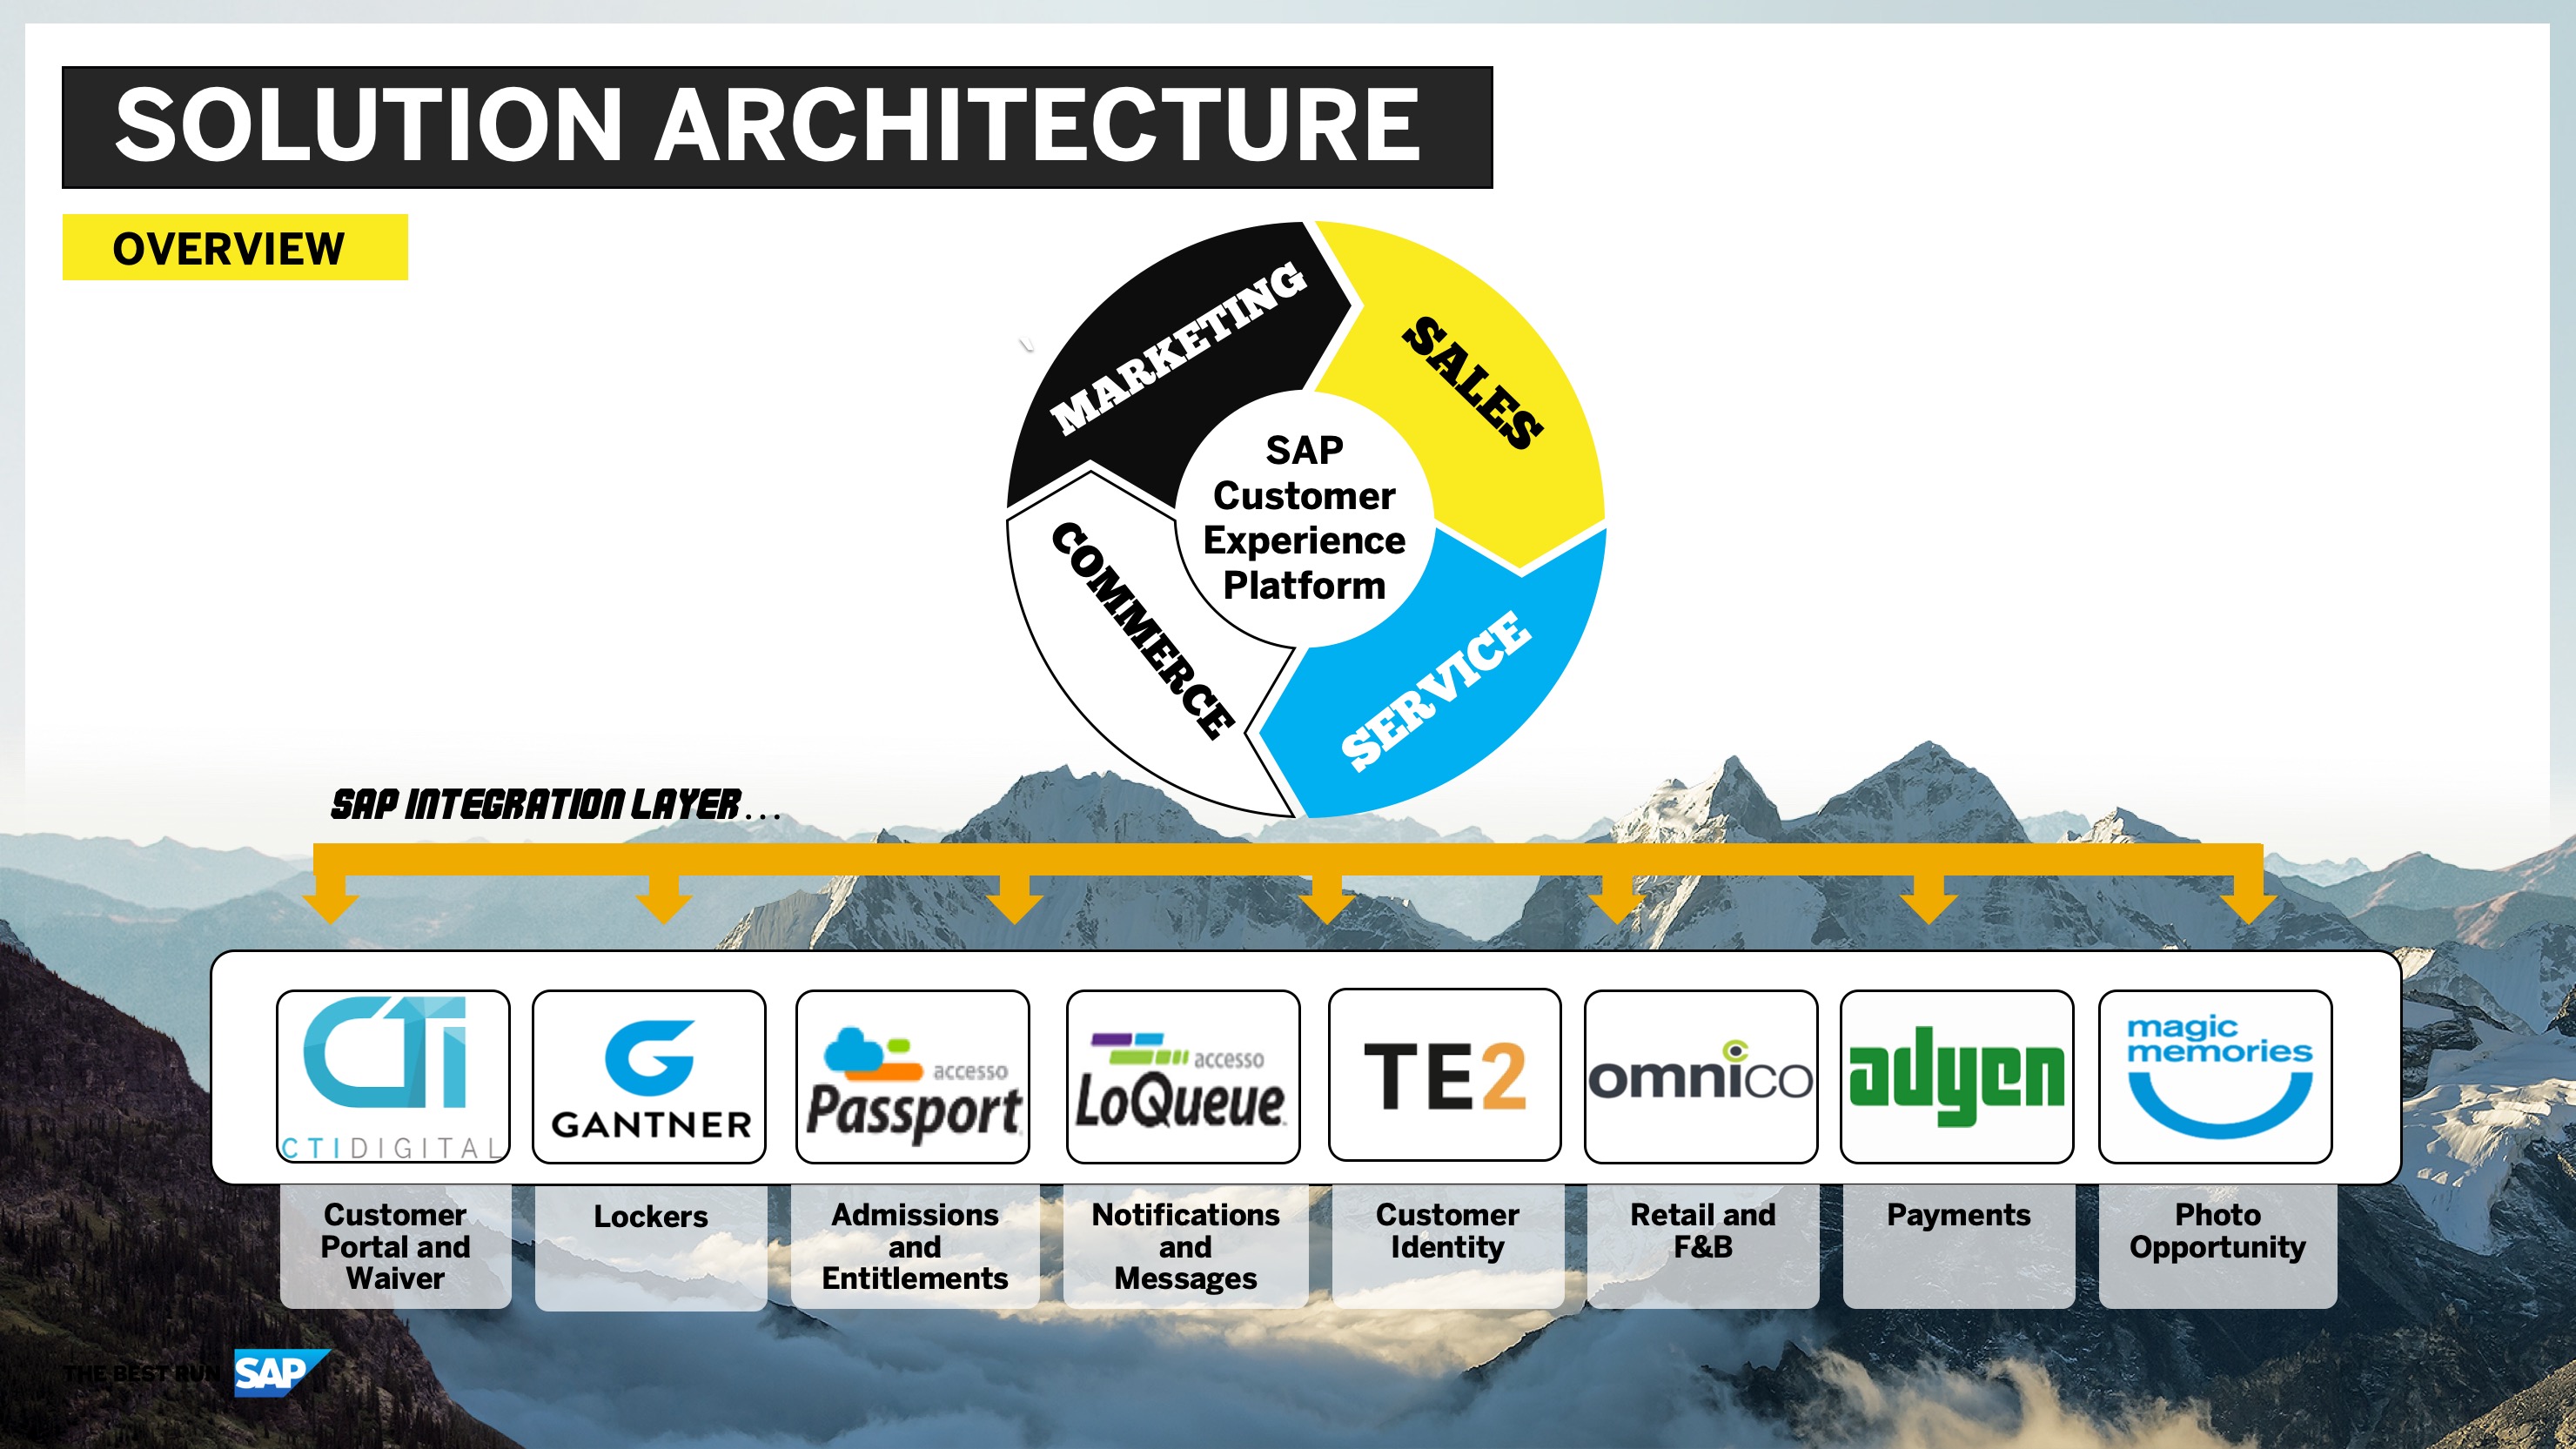 SOLUTION ARCHITECTURE
OVERVIEW
MARKETING
SALES
SAP
Customer
Experience
Platform
COMMERCE
SERVICE
SAP INTEGRATION LAYER...
CTI
CTIDIGITAL
GANTNER
accesso
Passport
accesso
LoQueue
TE2
omnico
adyen
magic
memories
Customer
Portal and
Waiver
Lockers
Admissions
and
Entitlements
Notifications
and
Messages
Customer
Identity
Retail and
F&B
Payments
Photo
Opportunity
THE BEST RUN SAP